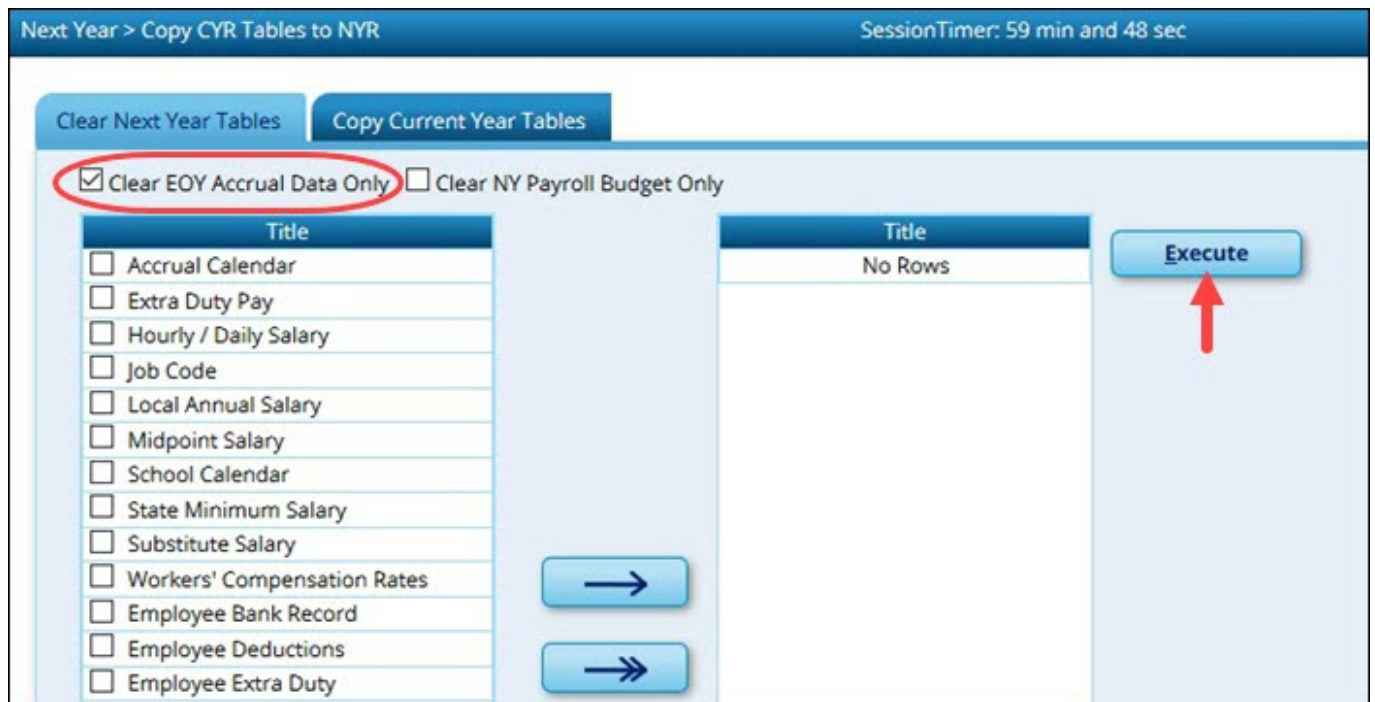 Next Year > Copy CYR Tables to NYR SessionTimer: 59 min and 48 sec
Clear Next Year Tables Copy Current Year Tables
Clear EOY Accrual Data Only Clear NY Payroll Budget Only
Title Title
Accrual Calendar No Rows Execute
Extra Duty Pay
Hourly / Daily Salary
Job Code
Local Annual Salary
Midpoint Salary
School Calendar
State Minimum Salary
Substitute Salary
Workers' Compensation Rates
Employee Bank Record
Employee Deductions
Employee Extra Duty